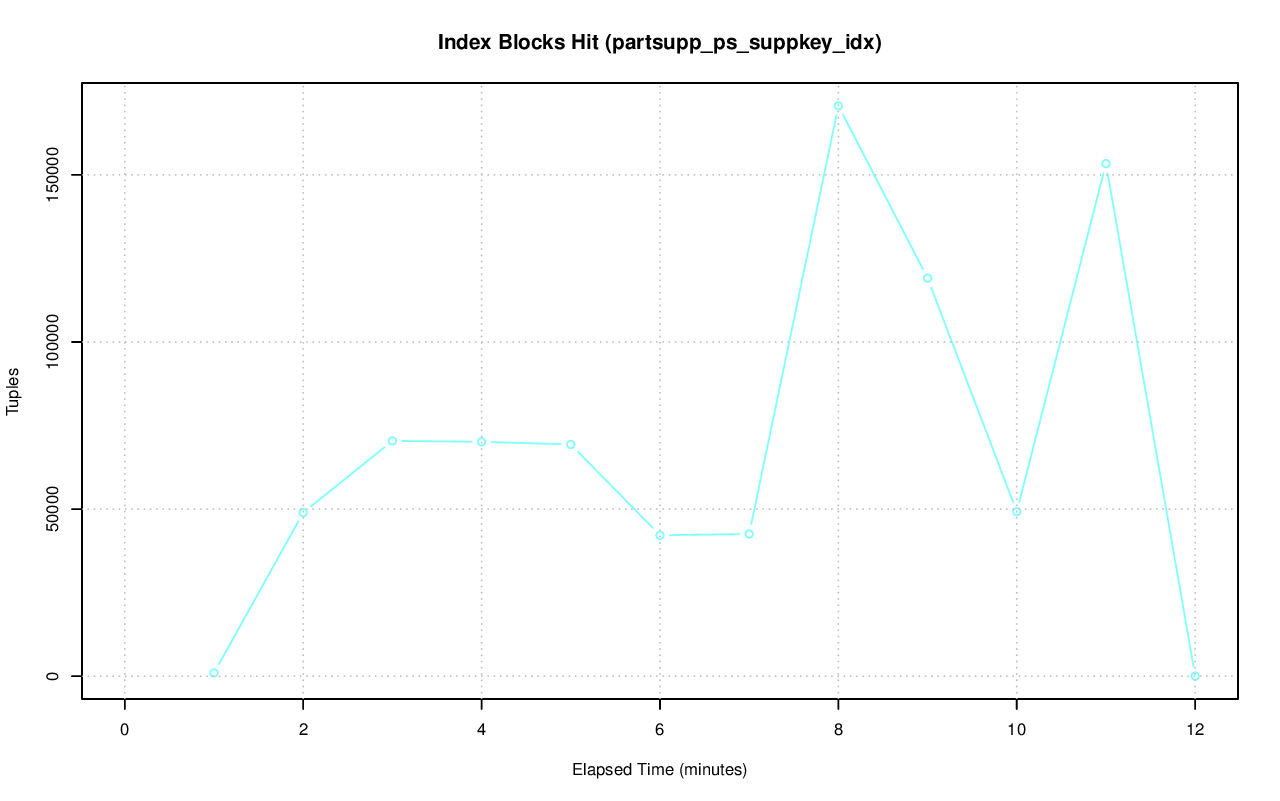 Index Blocks Hit (partsupp_ps_suppkey_idx)
Tuples
150000
100000
50000
0
0 2 4 6 8 10 12
Elapsed Time (minutes)